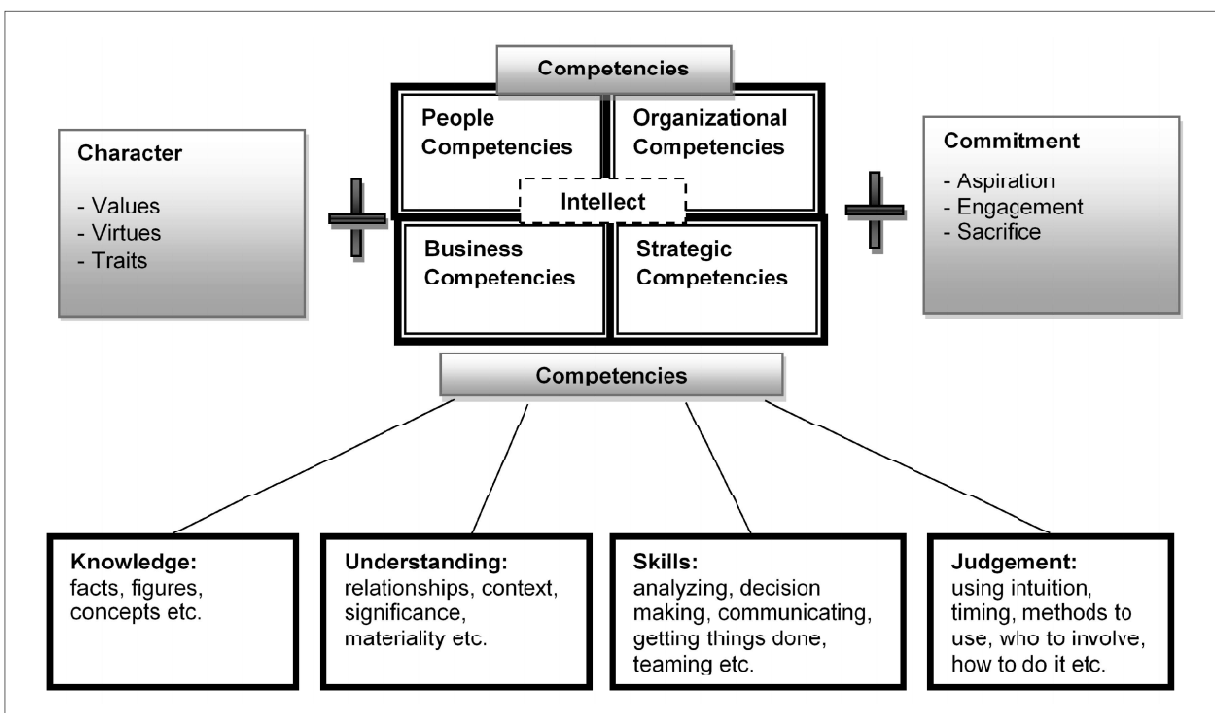 Competencies
Character
- Values
- Virtues
- Traits
People
Competencies
Organizational
Competencies
Intellect
Business
Competencies
Strategic
Competencies
Commitment
- Aspiration
- Engagement
- Sacrifice
Competencies
Knowledge:
facts, figures,
concepts etc.
Understanding:
relationships, context,
significance,
materiality etc.
Skills:
analyzing, decision
making, communicating,
getting things done,
teaming etc.
Judgement:
using intuition,
timing, methods to
use, who to involve,
how to do it etc.